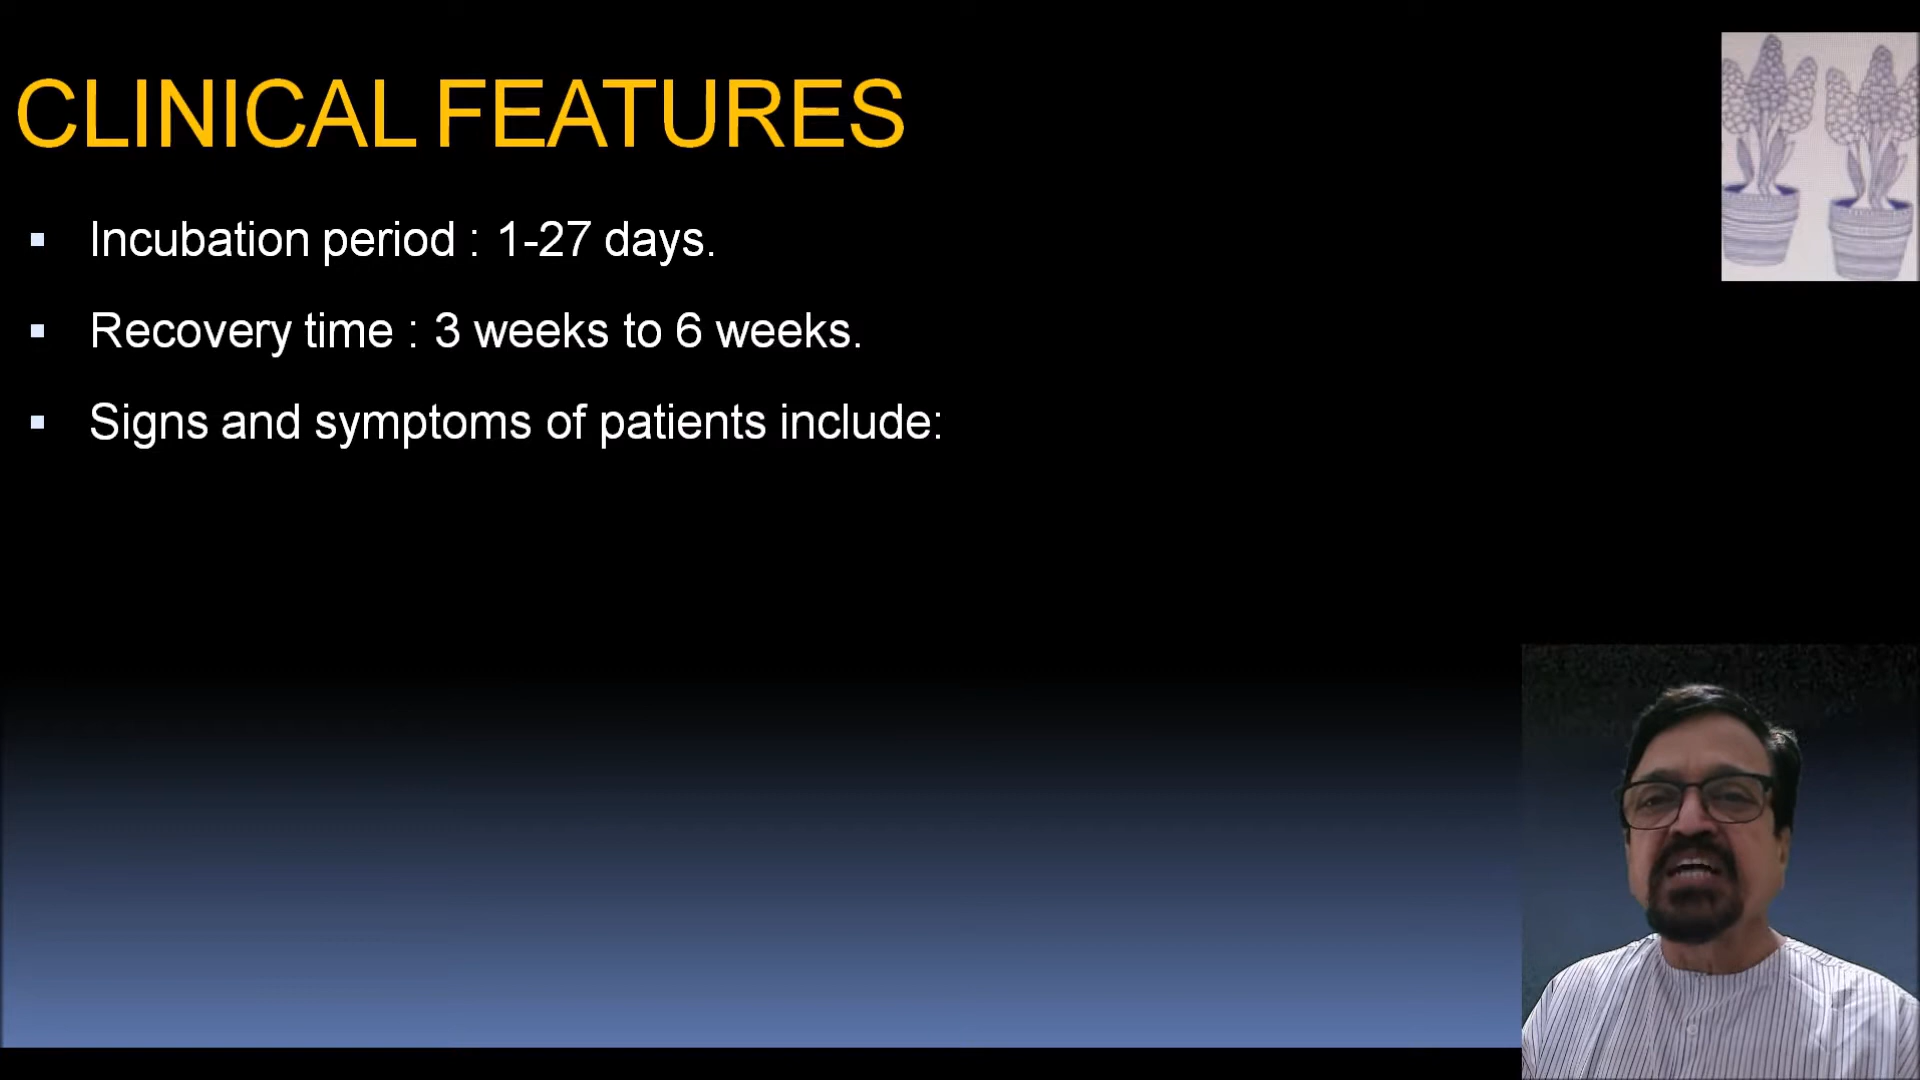 CLINICAL FEATURES
Incubation period : 1-27 days.
Recovery time : 3 weeks to 6 weeks.
Signs and symptoms of patients include: